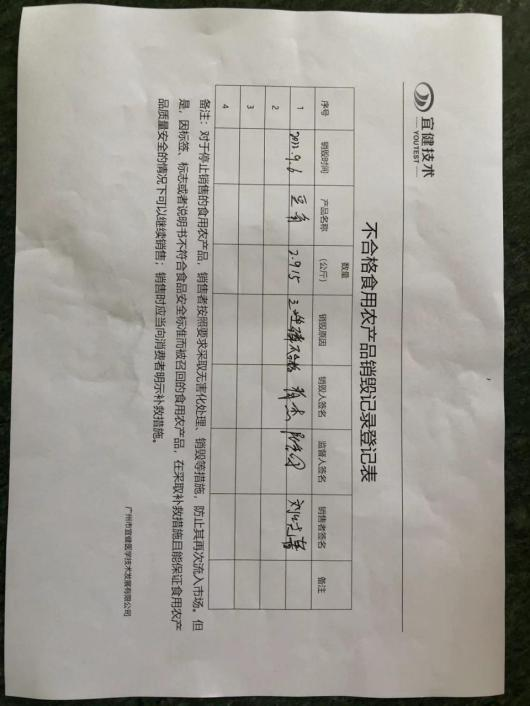 宜健技术
YOUTEST
不合格食用农产品销毁记录登记表
序号 销毁时间 产品名称 数量（公斤） 销毁原因 销毁人签名 监督人签名 销售者签名 备注
1 2022.9.6 豆角 2.915 三唑磷不合格
2
3
4
备注：对于停止销售的食用农产品，销售者按照要求采取无害化处理、销毁等措施，防止其再次流入市场。但
是，因标签、标志或者说明书不符合食品安全标准而被召回的食用农产品，在采取补救措施且能保证食用农产
品质量安全的情况下可以继续销售；销售时应当向消费者明示补救措施。
广州市宜健医学技术发展有限公司